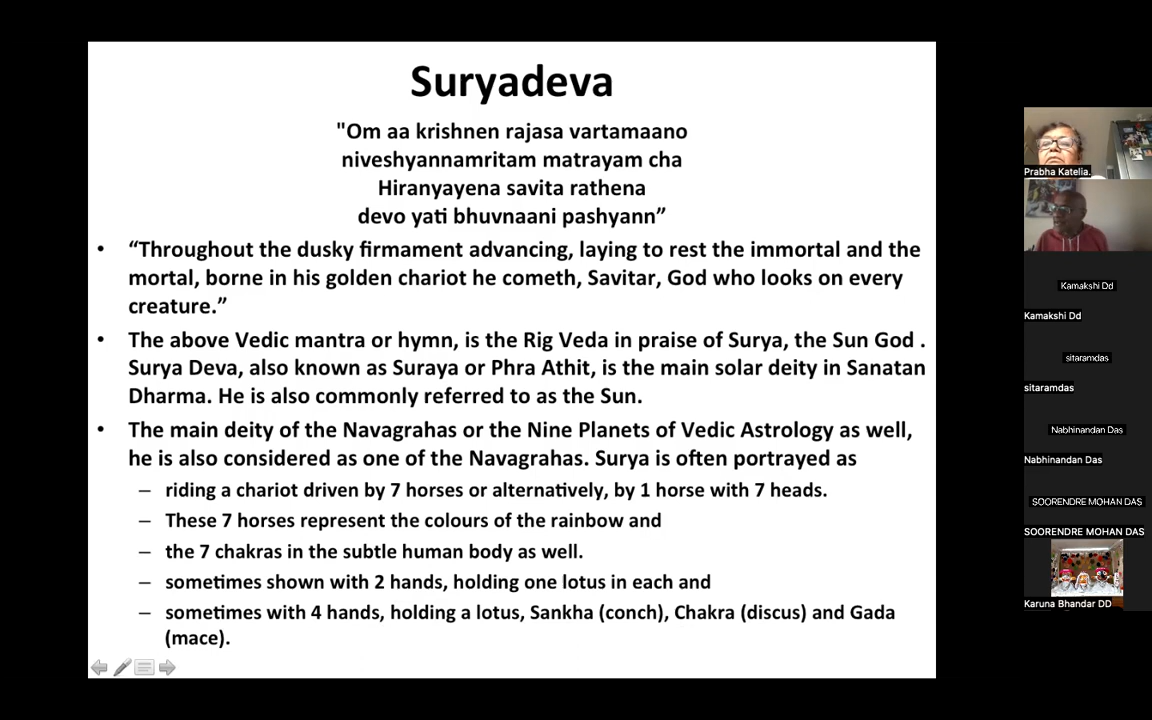 Suryadeva
"Om aa krishnen rajasa vartamaano
niveshyannamritam matrayam cha
Hiranyayena savita rathena
devo yati bhuvnaani pashyann”
• “Throughout the dusky firmament advancing, laying to rest the immortal and the
mortal, borne in his golden chariot he cometh, Savitar, God who looks on every
creature.”
• The above Vedic mantra or hymn, is the Rig Veda in praise of Surya, the Sun God .
Surya Deva, also known as Suraya or Phra Athit, is the main solar deity in Sanatan
Dharma. He is also commonly referred to as the Sun.
• The main deity of the Navagrahas or the Nine Planets of Vedic Astrology as well,
he is also considered as one of the Navagrahas. Surya is often portrayed as
– riding a chariot driven by 7 horses or alternatively, by 1 horse with 7 heads.
– These 7 horses represent the colours of the rainbow and
– the 7 chakras in the subtle human body as well.
– sometimes shown with 2 hands, holding one lotus in each and
– sometimes with 4 hands, holding a lotus, Sankha (conch), Chakra (discus) and Gada
(mace).
Prabha Katelia.
Kamakshi Dd
Kamakshi Dd
sitaramdas
sitaramdas
Nabhinandan Das
Nabhinandan Das
SOORENDRE MOHAN DAS
SOORENDRE MOHAN DAS
Karuna Bhandar DD